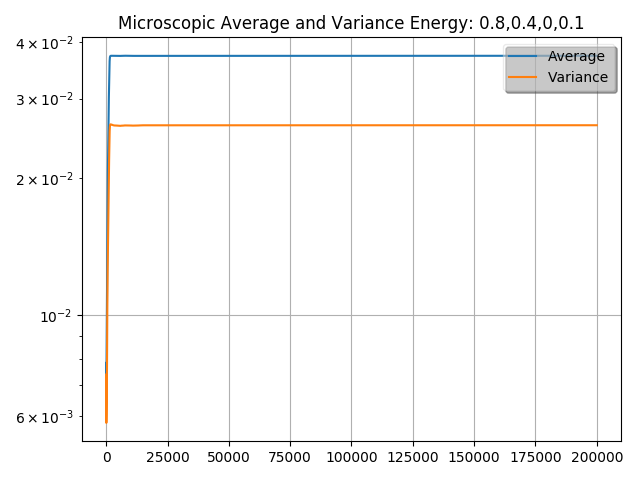 Microscopic Average and Variance Energy: 0.8,0.4,0,0.1
4 × 10⁻²
3 × 10⁻²
2 × 10⁻²
10⁻²
6 × 10⁻³
Average
Variance
0 25000 50000 75000 100000 125000 150000 175000 200000